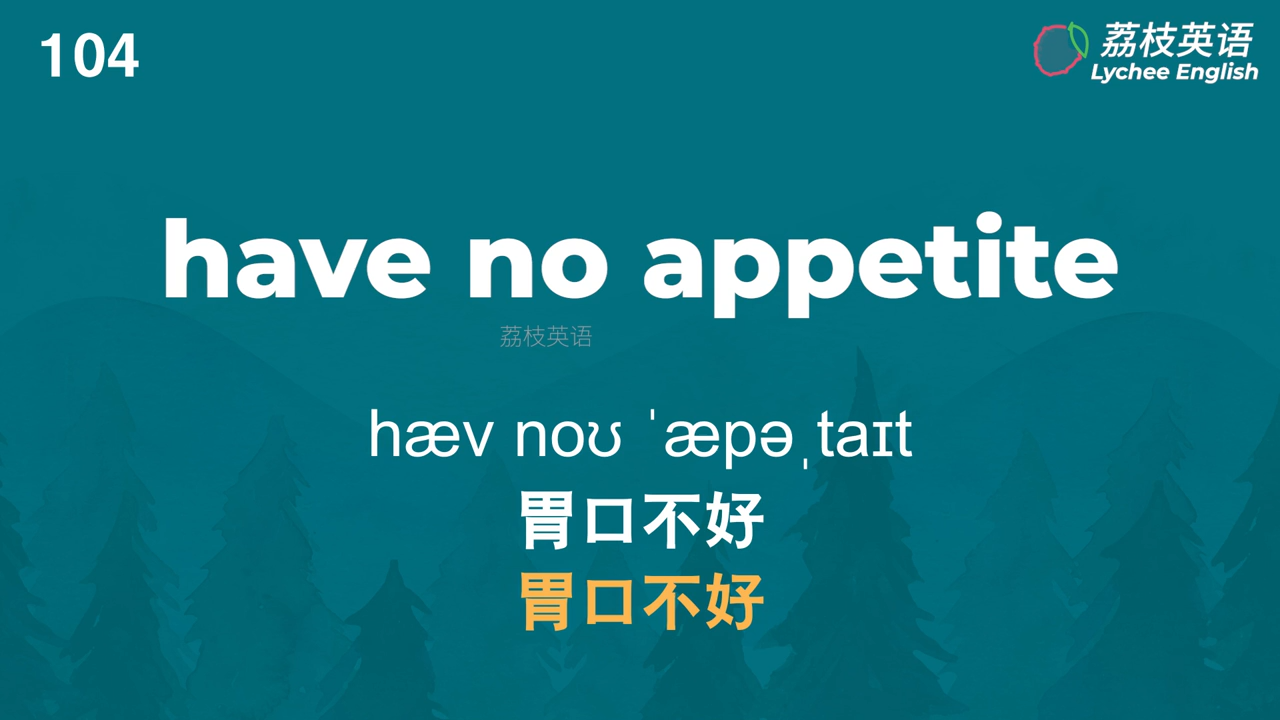 104
荔枝英语
Lychee English
have no appetite
荔枝英语
hæv noʊ ˈæpəˌtaɪt
胃口不好
胃口不好